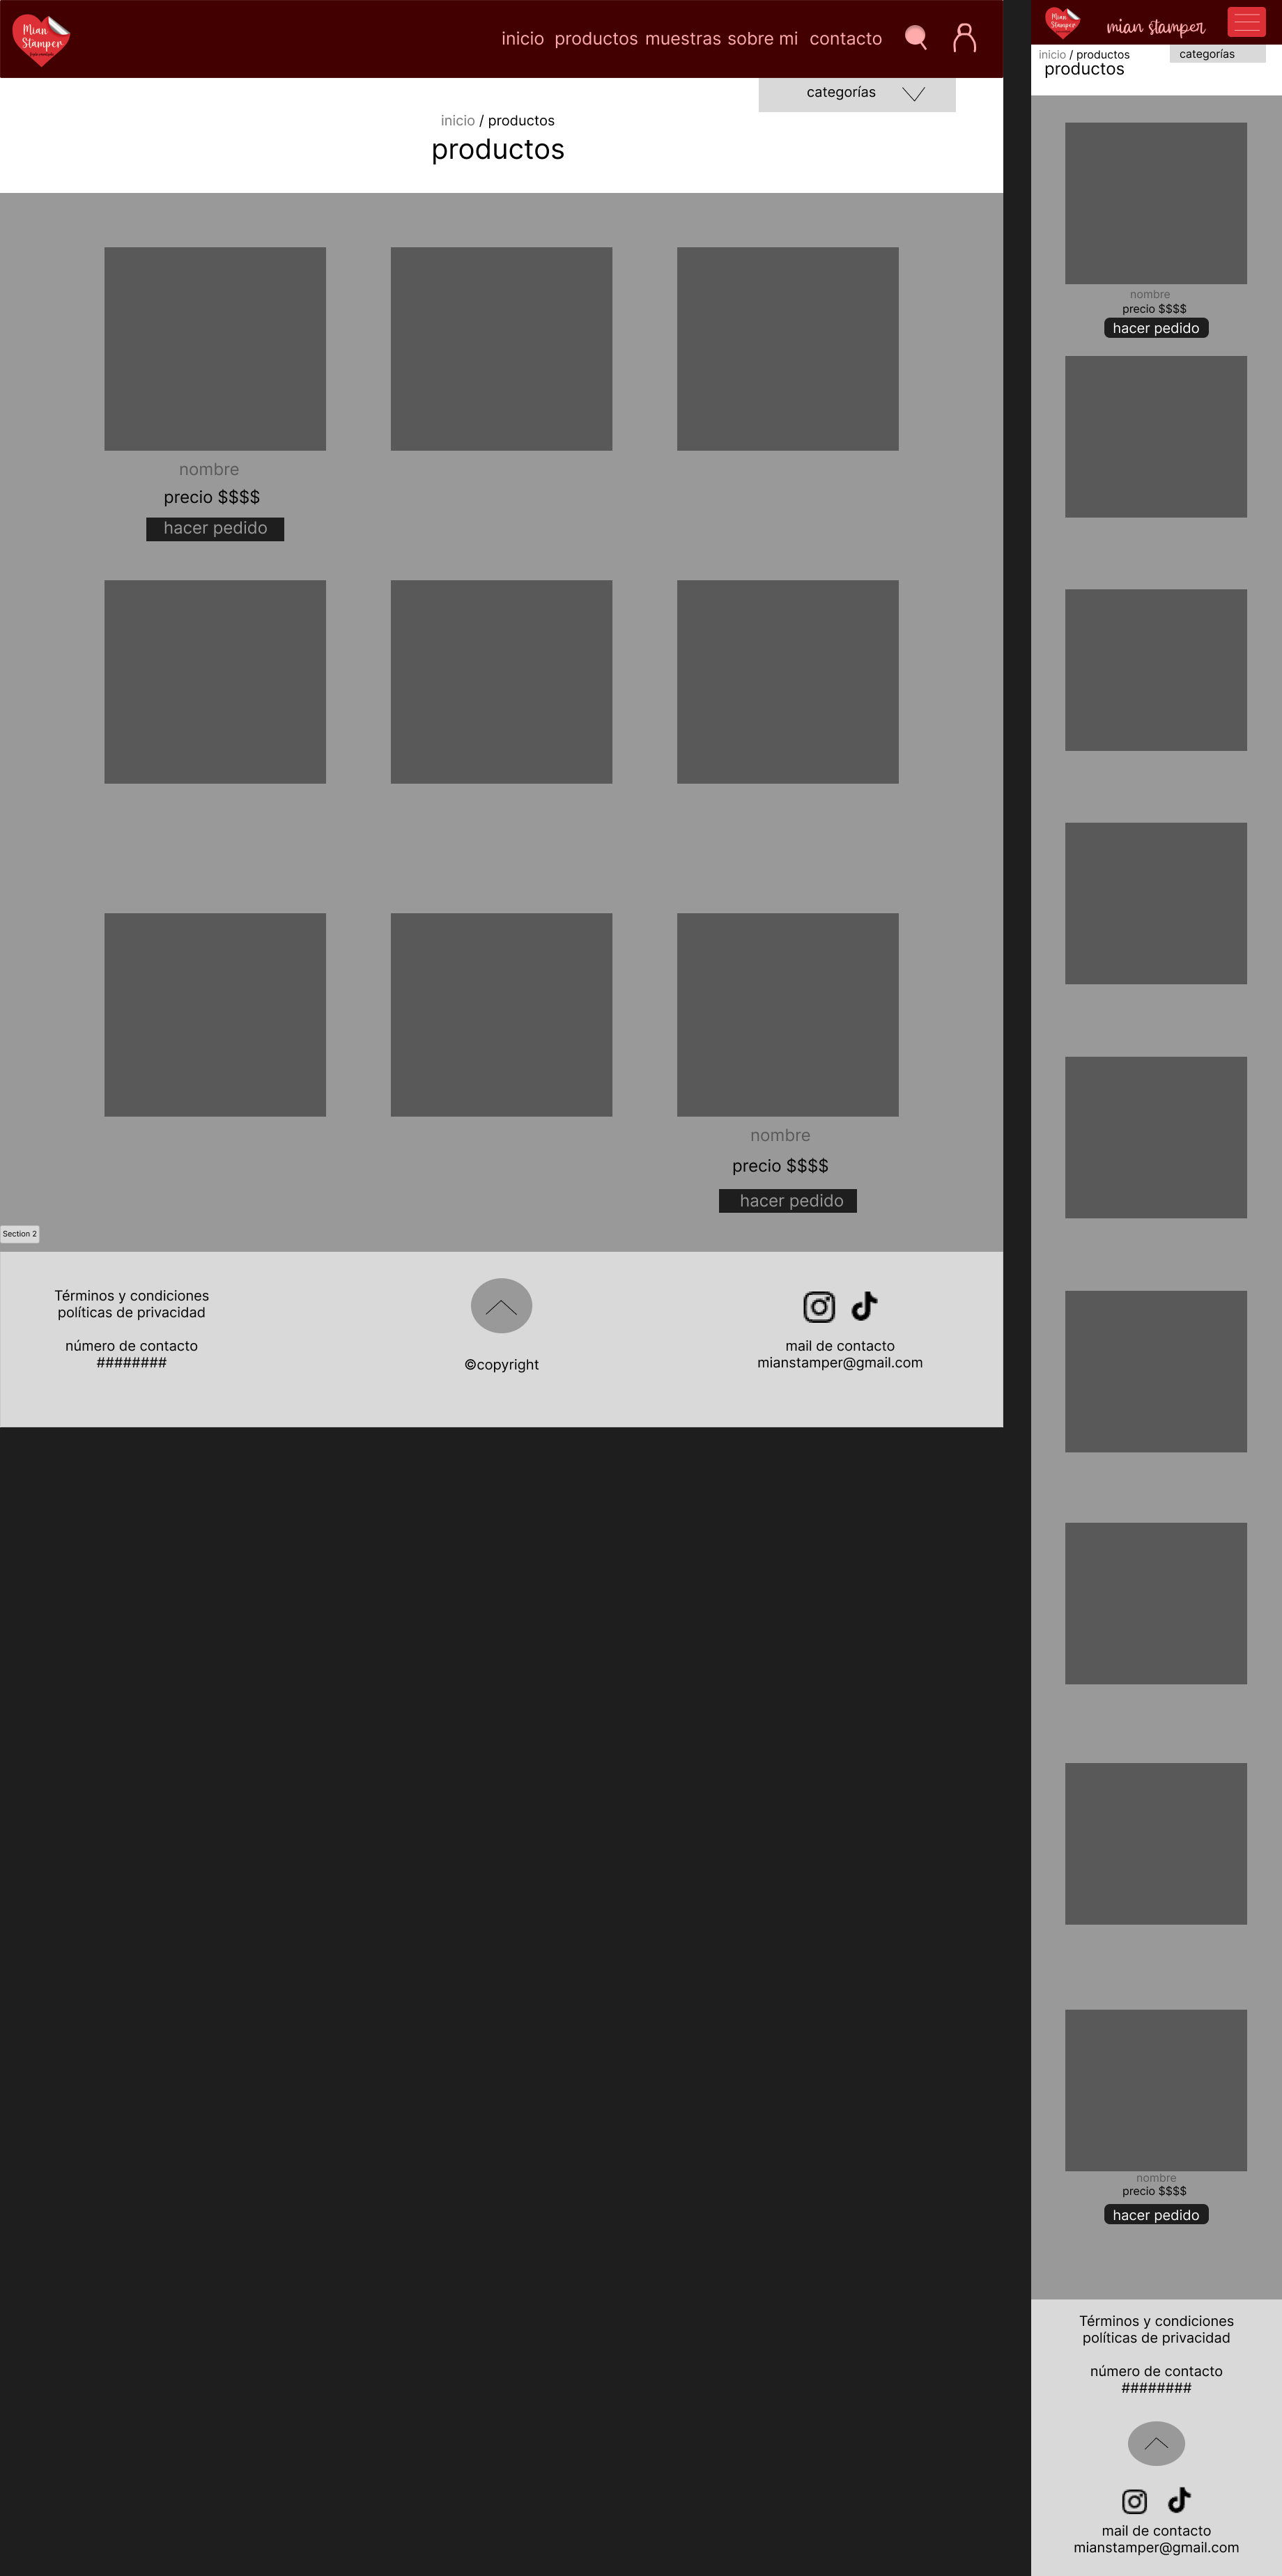 Mian
Stamper
inicio productos muestras sobre mi contacto
categorías
inicio / productos
productos
nombre
precio $$$$
hacer pedido
nombre
precio $$$$
hacer pedido
Section 2
Términos y condiciones
políticas de privacidad
número de contacto
########
©copyright
mail de contacto
mianstamper@gmail.com
Mian
Stamper
mian stamper
inicio / productos
categorías
productos
nombre
precio $$$$
hacer pedido
nombre
precio $$$$
hacer pedido
Términos y condiciones
políticas de privacidad
número de contacto
########
mail de contacto
mianstamper@gmail.com